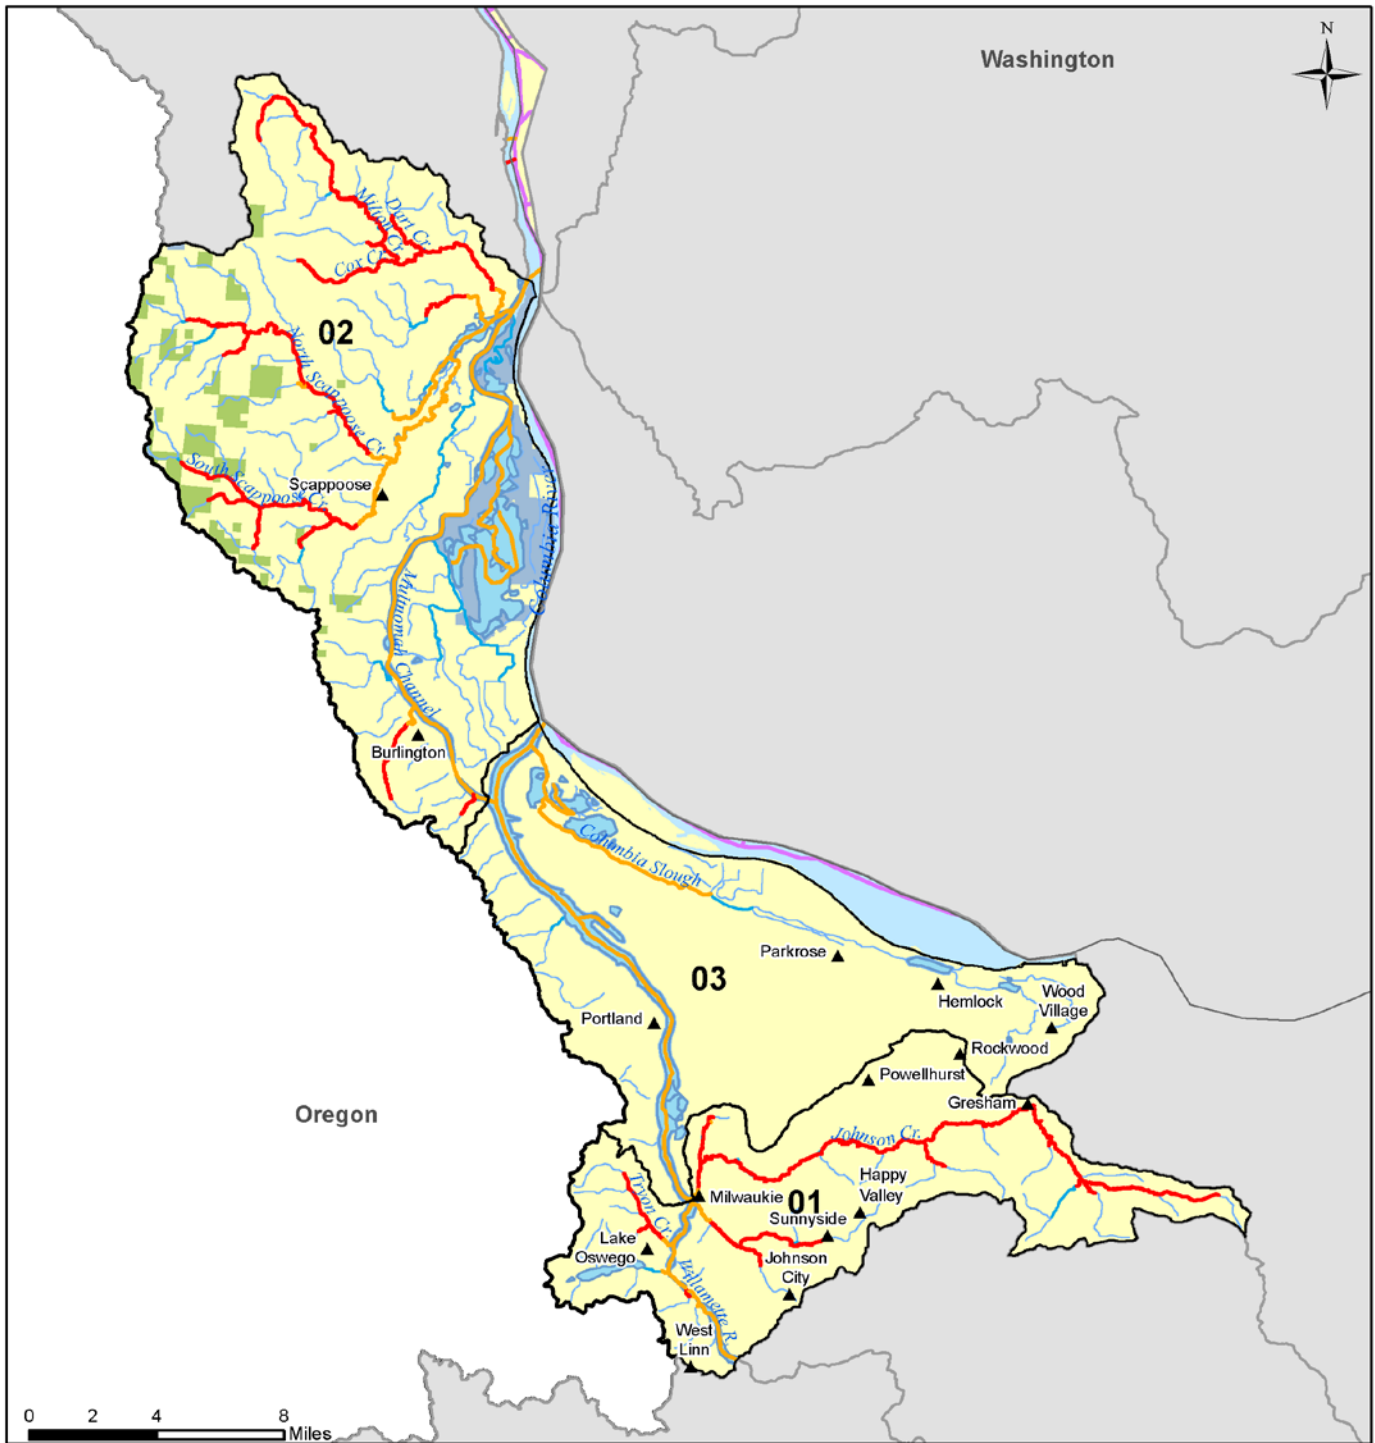 N
Washington
Dart Cr.
Milton Cr.
Cox Cr.
02
North Scappoose Cr.
South Scappoose Cr.
Scappoose
Columbia River
Multnomah Channel
Burlington
Columbia Slough
Parkrose
03
Hemlock
Wood
Village
Portland
Rockwood
Powellhurst
Gresham
Oregon
Johnson Cr.
Happy
Valley
Tryon Cr.
Milwaukie
01
Sunnyside
Lake
Oswego
Johnson
City
Willamette R.
West
Linn
0 2 4 8
Miles